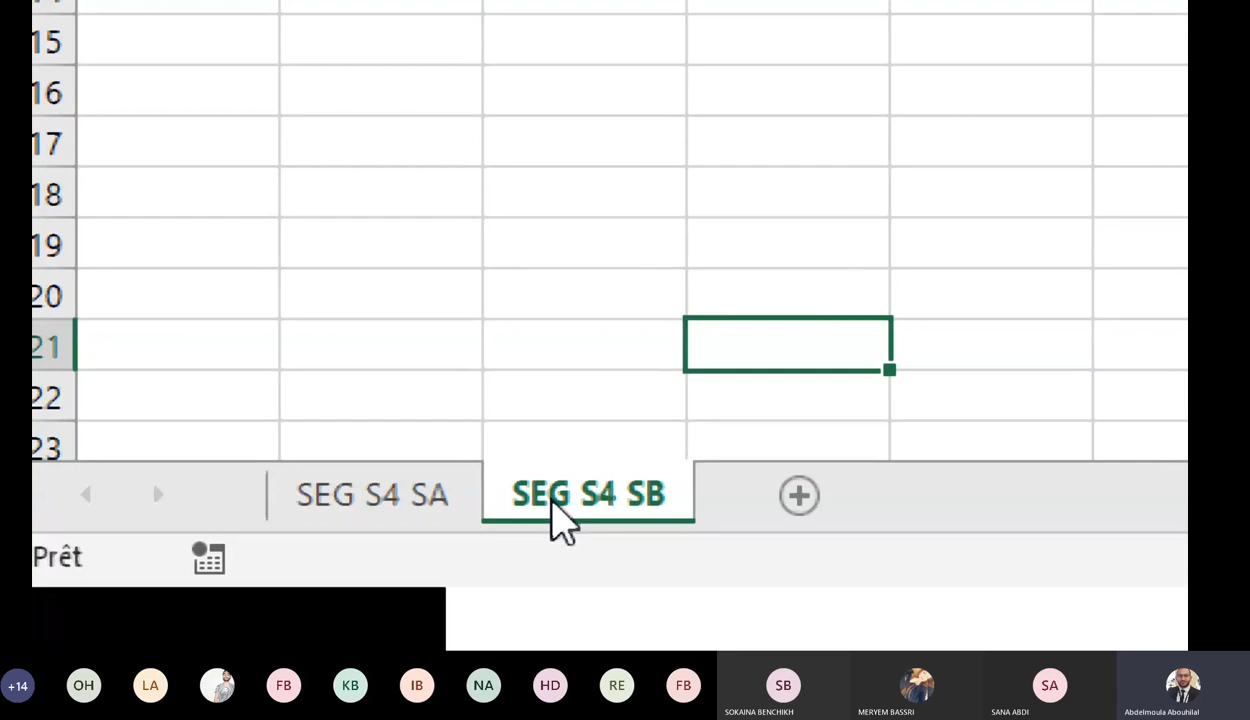 15
16
17
18
19
20
21
22
23
SEG S4 SA SEG S4 SB
Prêt
+14 OH LA FB KB IB NA HD RE FB SB SA
SOKAINA BENCHIKH MERYEM BASSRI SANA ABDI Abdelmoula Abouhilal